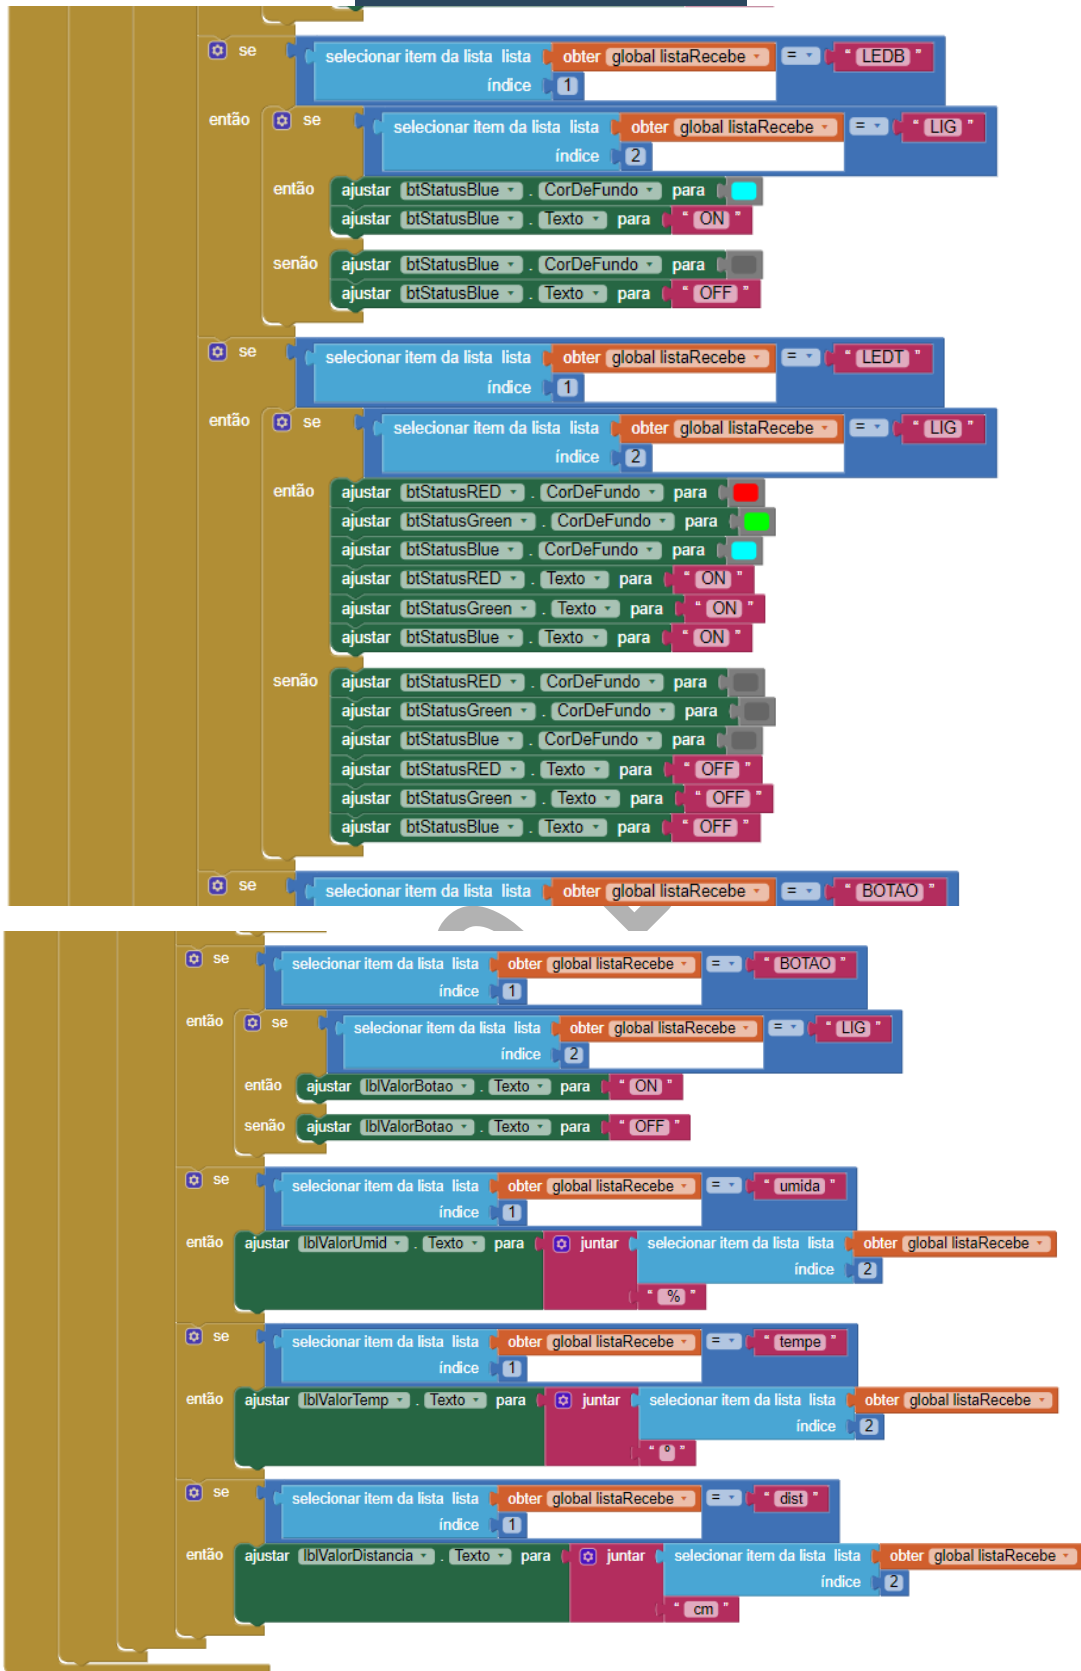 se selecionar item da lista lista obter global listaRecebe = " LEDB "
índice 1
então se selecionar item da lista lista obter global listaRecebe = " LIG "
índice 2
então ajustar btStatusBlue . CorDeFundo para
ajustar btStatusBlue . Texto para " ON "
senão ajustar btStatusBlue . CorDeFundo para
ajustar btStatusBlue . Texto para " OFF "
se selecionar item da lista lista obter global listaRecebe = " LEDT "
índice 1
então se selecionar item da lista lista obter global listaRecebe = " LIG "
índice 2
então ajustar btStatusRED . CorDeFundo para
ajustar btStatusGreen . CorDeFundo para
ajustar btStatusBlue . CorDeFundo para
ajustar btStatusRED . Texto para " ON "
ajustar btStatusGreen . Texto para " ON "
ajustar btStatusBlue . Texto para " ON "
senão ajustar btStatusRED . CorDeFundo para
ajustar btStatusGreen . CorDeFundo para
ajustar btStatusBlue . CorDeFundo para
ajustar btStatusRED . Texto para " OFF "
ajustar btStatusGreen . Texto para " OFF "
ajustar btStatusBlue . Texto para " OFF "
se selecionar item da lista lista obter global listaRecebe = " BOTAO "
se selecionar item da lista lista obter global listaRecebe = " BOTAO "
índice 1
então se selecionar item da lista lista obter global listaRecebe = " LIG "
índice 2
então ajustar lblValorBotao . Texto para " ON "
senão ajustar lblValorBotao . Texto para " OFF "
se selecionar item da lista lista obter global listaRecebe = " umida "
índice 1
então ajustar lblValorUmid . Texto para juntar selecionar item da lista lista obter global listaRecebe
índice 2
" % "
se selecionar item da lista lista obter global listaRecebe = " tempe "
índice 1
então ajustar lblValorTemp . Texto para juntar selecionar item da lista lista obter global listaRecebe
índice 2
" º "
se selecionar item da lista lista obter global listaRecebe = " dist "
índice 1
então ajustar lblValorDistancia . Texto para juntar selecionar item da lista lista obter global listaRecebe
índice 2
" cm "